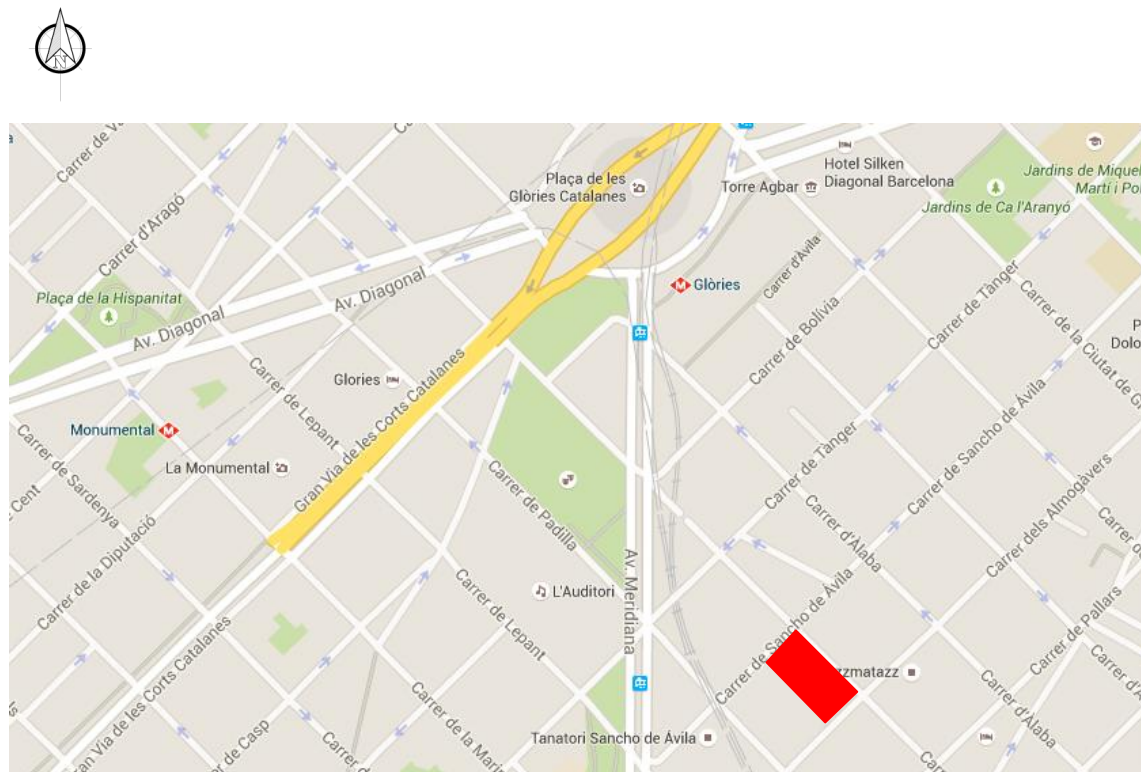 N
Carrer d'Aragó
Plaça de les
Glòries Catalanes
Torre Agbar
Hotel Silken
Diagonal Barcelona
Jardins de Miquel
Martí i Pol
Jardins de Ca l'Aranyó
Carrer d'Àvila
Glòries
Carrer de Bolívia
Carrer de Tànger
Carrer de la Ciutat de G
Plaça de la Hispanitat
Av. Diagonal
Av. Diagonal
Glories
Carrer de Lepant
Gran Via de les Corts Catalanes
Monumental
La Monumental
Carrer de Sardenya
Carrer de la Diputació
Cent
Carrer de Padilla
Carrer de Tànger
Carrer de Sancho de Àvila
Carrer dels Almogàvers
Carrer d'Àlaba
Carrer de Pallars
L'Auditori
Av. Meridiana
Carrer de Lepant
Carrer de Sancho de Àvila
zzmatazz
Carrer d'Àlaba
Gran Via de les Corts Catalanes
r de Casp
Carrer de la Marin
Tanatori Sancho de Ávila
Carrer d